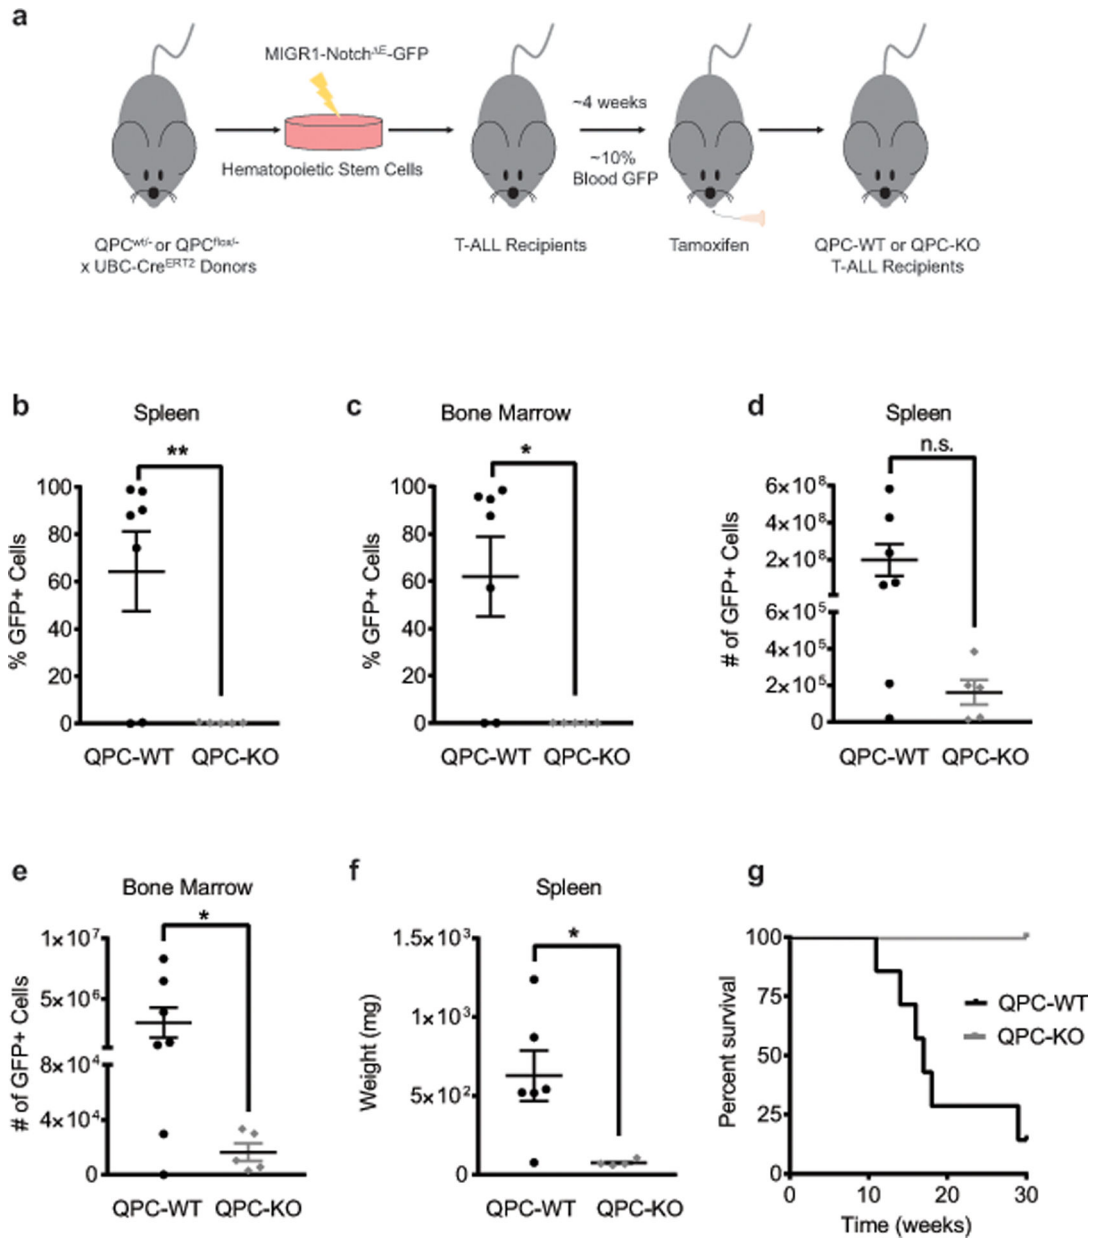 a
MIGR1-Notch^ΔE-GFP
~4 weeks
Hematopoietic Stem Cells
~10%
Blood GFP
QPC^wt/- or QPC^flox/-
x UBC-Cre^ERT2 Donors
T-ALL Recipients
Tamoxifen
QPC-WT or QPC-KO
T-ALL Recipients
b
Spleen
**
% GFP+ Cells
100
80
60
40
20
0
QPC-WT QPC-KO
c
Bone Marrow
*
% GFP+ Cells
100
80
60
40
20
0
QPC-WT QPC-KO
d
Spleen
n.s.
# of GFP+ Cells
6×10^8
4×10^8
2×10^8
6×10^5
4×10^5
2×10^5
0
QPC-WT QPC-KO
e
Bone Marrow
*
# of GFP+ Cells
1×10^7
5×10^6
8×10^4
4×10^4
0
QPC-WT QPC-KO
f
Spleen
*
Weight (mg)
1.5×10^3
1×10^3
5×10^2
0
QPC-WT QPC-KO
g
Percent survival
100
75
50
25
0
QPC-WT
QPC-KO
0 10 20 30
Time (weeks)